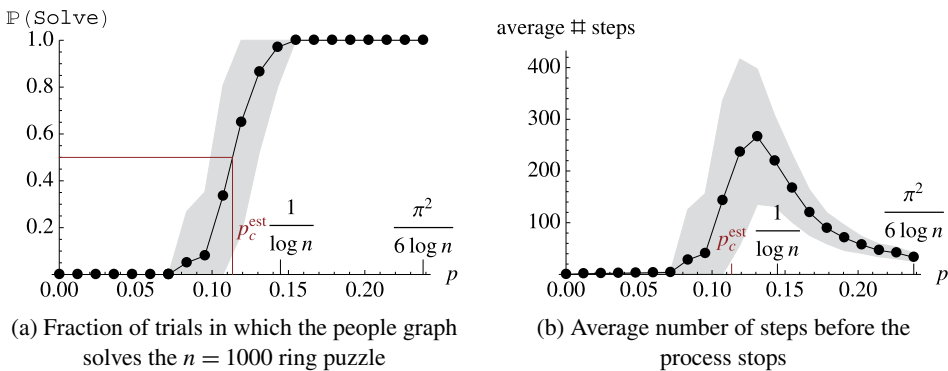 ℙ(Solve)
1.0
0.8
0.6
0.4
0.2
0.00
0.05
0.10
0.15
0.20
p
p_c^est
1
log n
π²
6 log n
(a) Fraction of trials in which the people graph
solves the n = 1000 ring puzzle
average # steps
400
300
200
100
0.00
0.05
0.10
0.15
0.20
p
p_c^est
1
log n
π²
6 log n
(b) Average number of steps before the
process stops